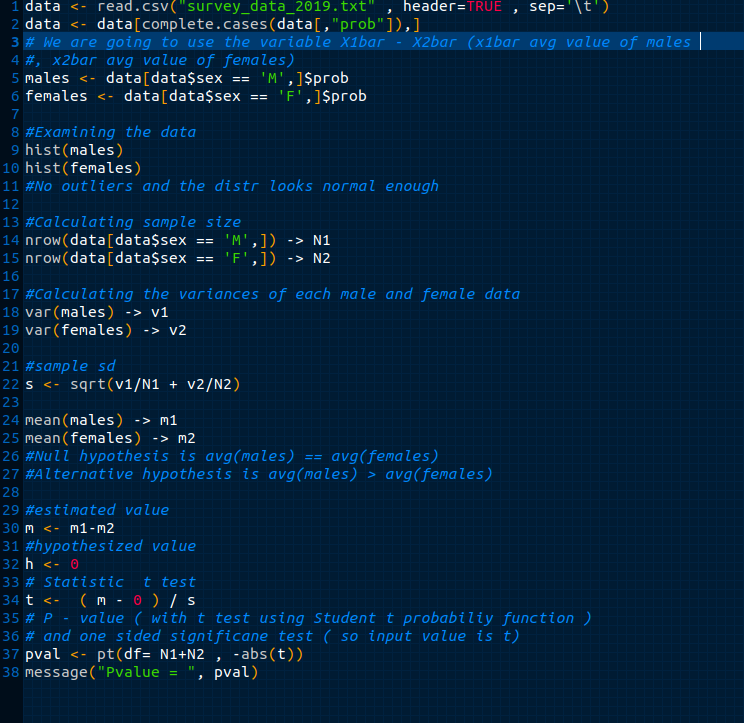 1 data <- read.csv("survey_data_2019.txt" , header=TRUE , sep='\t')
2 data <- data[complete.cases(data[,"prob"]),]
3 # We are going to use the variable X1bar - X2bar (x1bar avg value of males
4 #, x2bar avg value of females)
5 males <- data[data$sex == 'M',]$prob
6 females <- data[data$sex == 'F',]$prob
7
8 #Examining the data
9 hist(males)
10 hist(females)
11 #No outliers and the distr looks normal enough
12
13 #Calculating sample size
14 nrow(data[data$sex == 'M',]) -> N1
15 nrow(data[data$sex == 'F',]) -> N2
16
17 #Calculating the variances of each male and female data
18 var(males) -> v1
19 var(females) -> v2
20
21 #sample sd
22 s <- sqrt(v1/N1 + v2/N2)
23
24 mean(males) -> m1
25 mean(females) -> m2
26 #Null hypothesis is avg(males) == avg(females)
27 #Alternative hypothesis is avg(males) > avg(females)
28
29 #estimated value
30 m <- m1-m2
31 #hypothesized value
32 h <- 0
33 # Statistic  t test
34 t <-  ( m - 0 ) / s
35 # P - value ( with t test using Student t probabiliy function )
36 # and one sided significane test ( so input value is t)
37 pval <- pt(df= N1+N2 , -abs(t))
38 message("Pvalue = ", pval)